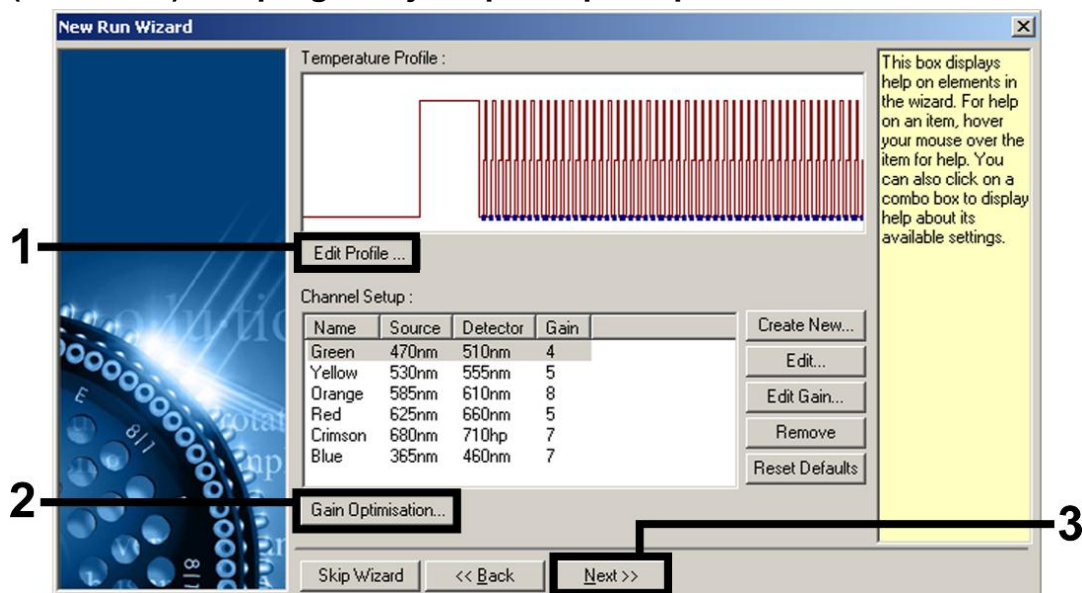 New Run Wizard
Temperature Profile :
This box displays
help on elements in
the wizard. For help
on an item, hover
your mouse over the
item for help. You
can also click on a
combo box to display
help about its
available settings.
1
Edit Profile ...
Channel Setup :
Name Source Detector Gain
Green 470nm 510nm 4
Yellow 530nm 555nm 5
Orange 585nm 610nm 8
Red 625nm 660nm 5
Crimson 680nm 710hp 7
Blue 365nm 460nm 7
Create New...
Edit...
Edit Gain...
Remove
Reset Defaults
2
Gain Optimisation...
3
Skip Wizard
<< Back
Next >>